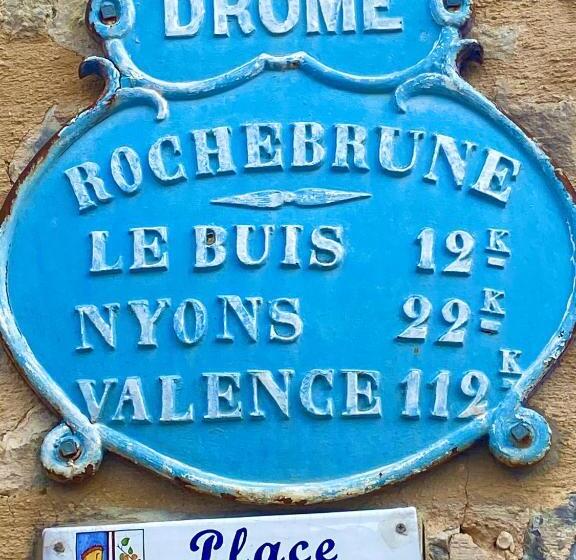 DROME
ROCHEBRUNE
LE BUIS 12K
NYONS 22K
VALENCE 112K
Place